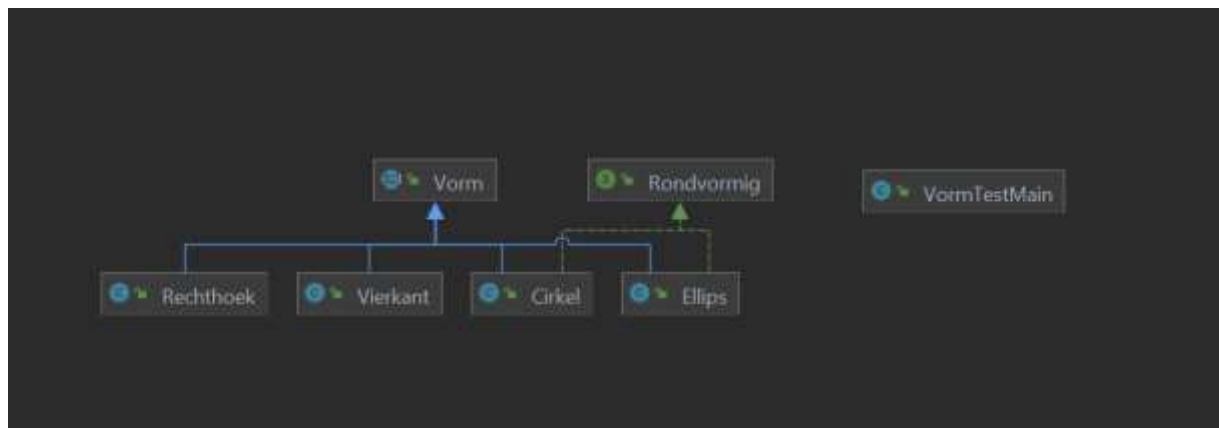 Vorm
Rondvormig
VormTestMain
Rechthoek
Vierkant
Cirkel
Ellips